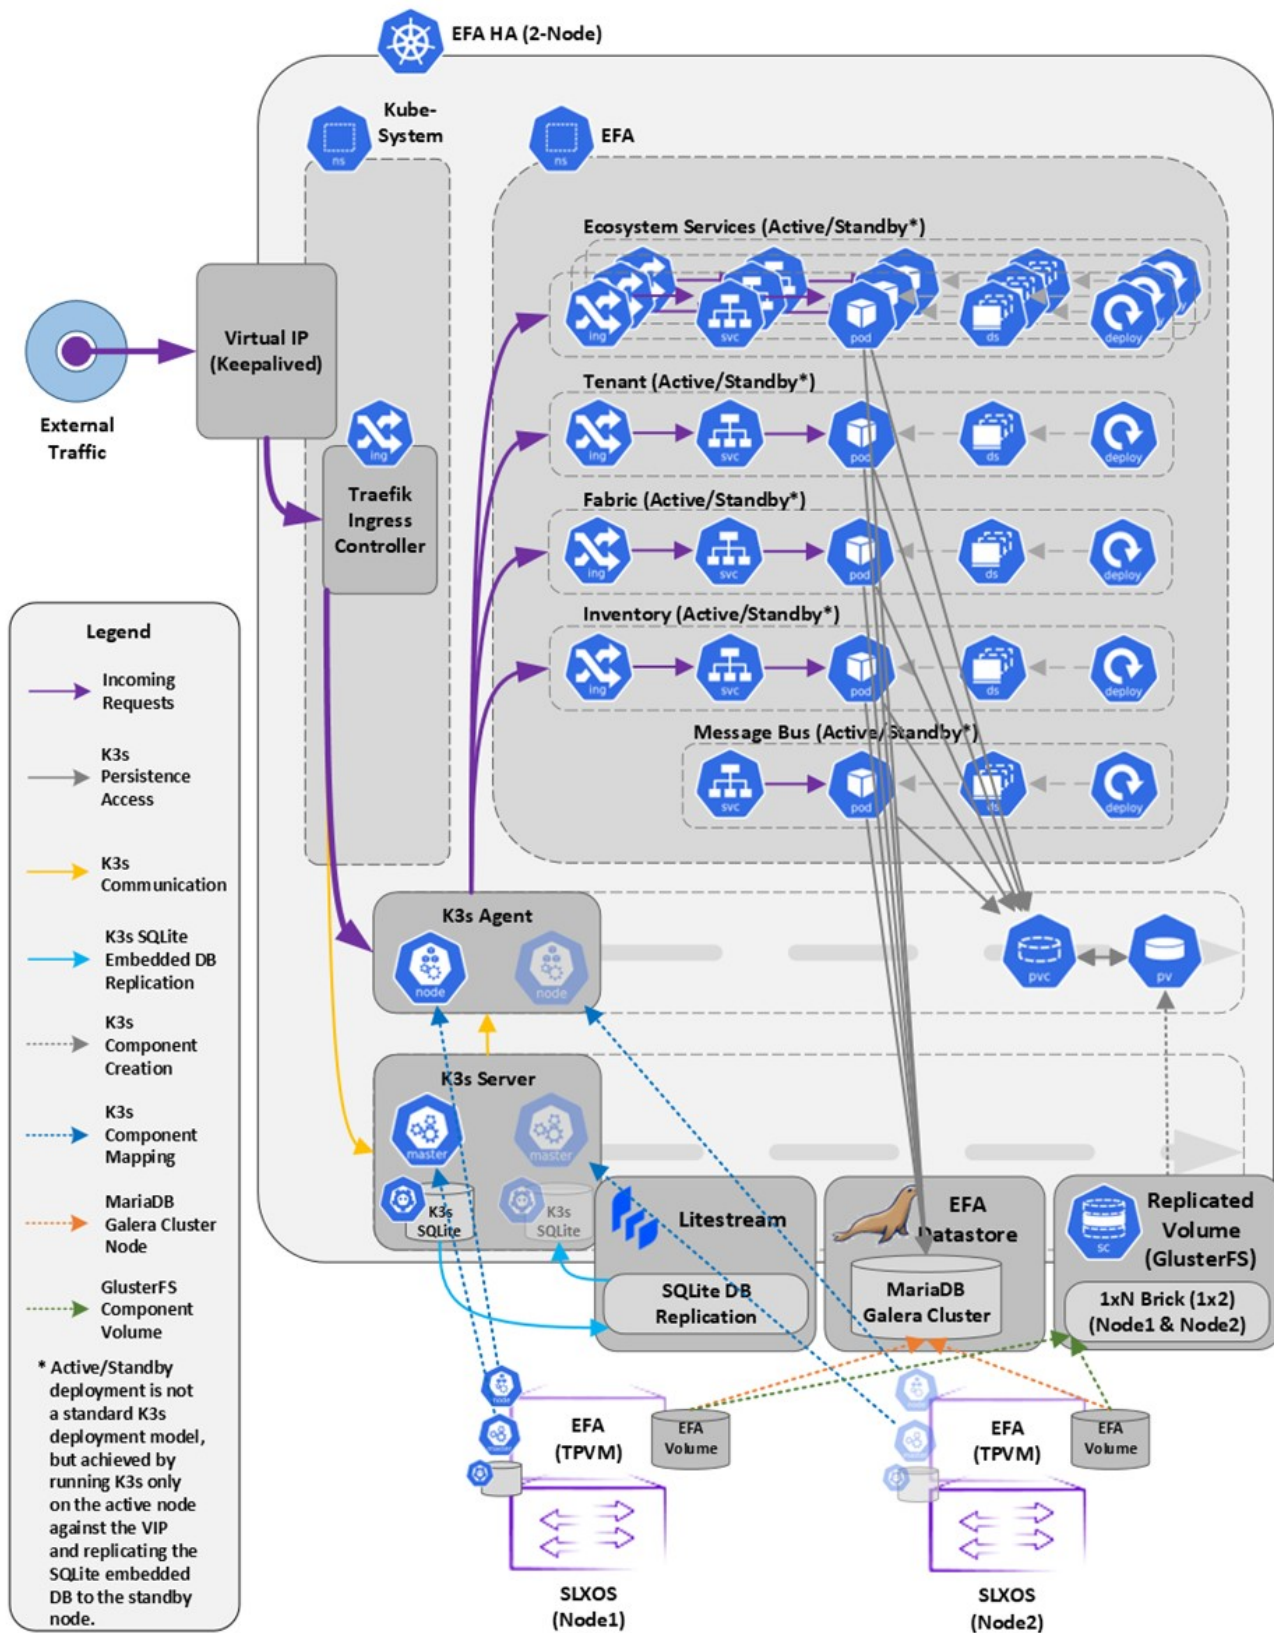 EFA HA (2-Node)
Kube-
System
ns
EFA
ns
Ecosystem Services (Active/Standby*)
ing
svc
pod
ds
deploy
Virtual IP
(Keepalived)
External
Traffic
Tenant (Active/Standby*)
ing
svc
pod
ds
deploy
ing
Traefik
Ingress
Controller
Fabric (Active/Standby*)
ing
svc
pod
ds
deploy
Inventory (Active/Standby*)
ing
svc
pod
ds
deploy
Message Bus (Active/Standby*)
svc
pod
ds
deploy
Legend
Incoming
Requests
K3s
Persistence
Access
K3s
Communication
K3s SQLite
Embedded DB
Replication
K3s
Component
Creation
K3s
Component
Mapping
MariaDB
Galera Cluster
Node
GlusterFS
Component
Volume
* Active/Standby
deployment is not
a standard K3s
deployment model,
but achieved by
running K3s only
on the active node
against the VIP
and replicating the
SQLite embedded
DB to the standby
node.
K3s Agent
node
node
pvc
pv
K3s Server
master
master
K3s
SQLite
K3s
SQLite
Litestream
SQLite DB
Replication
EFA
Datastore
MariaDB
Galera Cluster
sc
Replicated
Volume
(GlusterFS)
1xN Brick (1x2)
(Node1 & Node2)
node
master
EFA
(TPVM)
EFA
Volume
SLXOS
(Node1)
node
master
EFA
(TPVM)
EFA
Volume
SLXOS
(Node2)